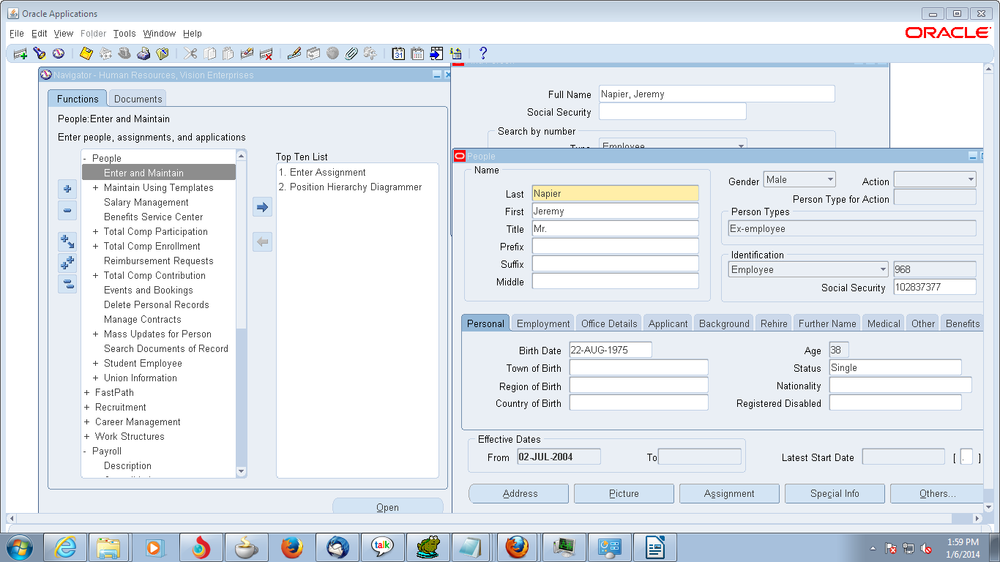 Oracle Applications
File Edit View Folder Tools Window Help
ORACLE
Navigator - Human Resources, Vision Enterprises
Functions Documents
People:Enter and Maintain
Enter people, assignments, and applications
- People
Enter and Maintain
+ Maintain Using Templates
Salary Management
Benefits Service Center
+ Total Comp Participation
+ Total Comp Enrollment
Reimbursement Requests
+ Total Comp Contribution
Events and Bookings
Delete Personal Records
Manage Contracts
+ Mass Updates for Person
Search Documents of Record
+ Student Employee
+ Union Information
+ FastPath
+ Recruitment
+ Career Management
+ Work Structures
- Payroll
Description
Top Ten List
1. Enter Assignment
2. Position Hierarchy Diagrammer
Open
Full Name Napier, Jeremy
Social Security
Search by number
Type Employee
People
Name
Last Napier
First Jeremy
Title Mr.
Prefix
Suffix
Middle
Gender Male Action
Person Type for Action
Person Types
Ex-employee
Identification
Employee 968
Social Security 102837377
Personal Employment Office Details Applicant Background Rehire Further Name Medical Other Benefits
Birth Date 22-AUG-1975 Age 38
Town of Birth Status Single
Region of Birth Nationality
Country of Birth Registered Disabled
Effective Dates
From 02-JUL-2004 To Latest Start Date [ . ]
Address Picture Assignment Special Info Others...
talk
1:59 PM
1/6/2014